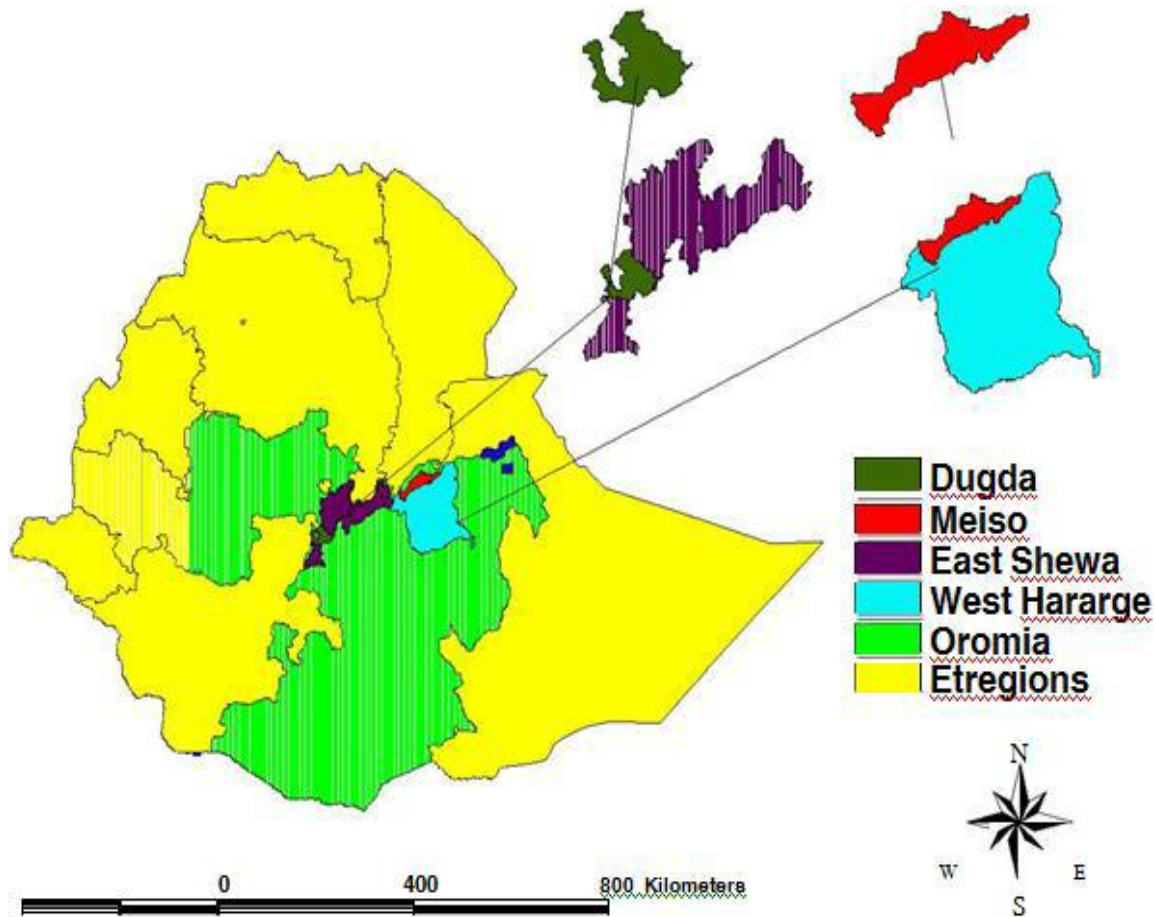 Dugda
Meiso
East Shewa
West Hararge
Oromia
Etregions
N
W E
S
0 400 800 Kilometers